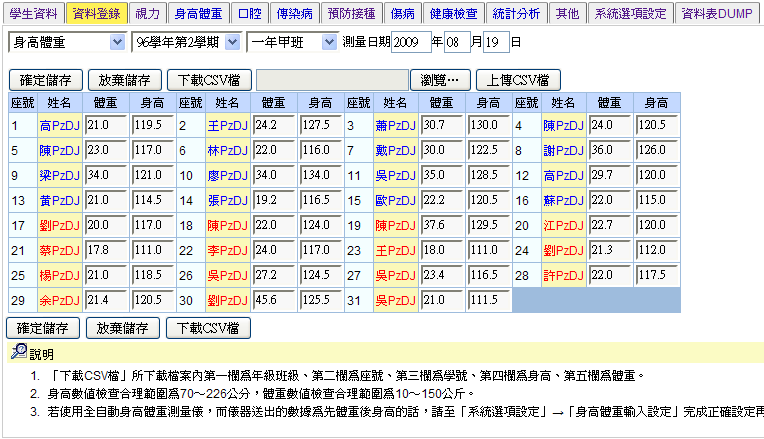 學生資料 資料登錄 視力 身高體重 口腔 傳染病 預防接種 傷病 健康檢查 統計分析 其他 系統選項設定 資料表DUMP
身高體重 96學年第2學期 一年甲班 測量日期 2009 年 08 月 19 日
確定儲存 放棄儲存 下載CSV檔 瀏覽… 上傳CSV檔
座號 姓名 體重 身高 座號 姓名 體重 身高 座號 姓名 體重 身高 座號 姓名 體重 身高
1 高PzDJ 21.0 119.5 2 王PzDJ 24.2 127.5 3 蕭PzDJ 30.7 130.0 4 陳PzDJ 24.0 120.5
5 陳PzDJ 23.0 117.0 6 林PzDJ 22.0 116.0 7 戴PzDJ 30.0 122.5 8 謝PzDJ 36.0 126.0
9 梁PzDJ 34.0 121.0 10 廖PzDJ 34.0 134.0 11 吳PzDJ 35.0 128.5 12 高PzDJ 29.7 120.0
13 黃PzDJ 21.0 114.5 14 張PzDJ 19.2 116.5 15 歐PzDJ 22.2 120.5 16 蘇PzDJ 22.0 115.0
17 劉PzDJ 20.0 117.0 18 陳PzDJ 22.0 124.0 19 陳PzDJ 37.6 129.5 20 江PzDJ 22.7 120.0
21 蔡PzDJ 17.8 111.0 22 李PzDJ 24.0 117.0 23 王PzDJ 18.0 111.0 24 劉PzDJ 21.3 112.0
25 楊PzDJ 21.0 118.5 26 吳PzDJ 27.2 124.5 27 吳PzDJ 23.4 116.5 28 許PzDJ 22.0 117.5
29 余PzDJ 21.4 120.5 30 劉PzDJ 45.6 125.5 31 吳PzDJ 21.0 111.5
確定儲存 放棄儲存 下載CSV檔
說明
1. 「下載CSV檔」所下載檔案內第一欄為年級班級、第二欄為座號、第三欄為學號、第四欄為身高、第五欄為體重。
2. 身高數值檢查合理範圍為70～226公分，體重數值檢查合理範圍為10～150公斤。
3. 若使用全自動身高體重測量儀，而儀器送出的數據為先體重後身高的話，請至「系統選項設定」→「身高體重輸入設定」完成正確設定再